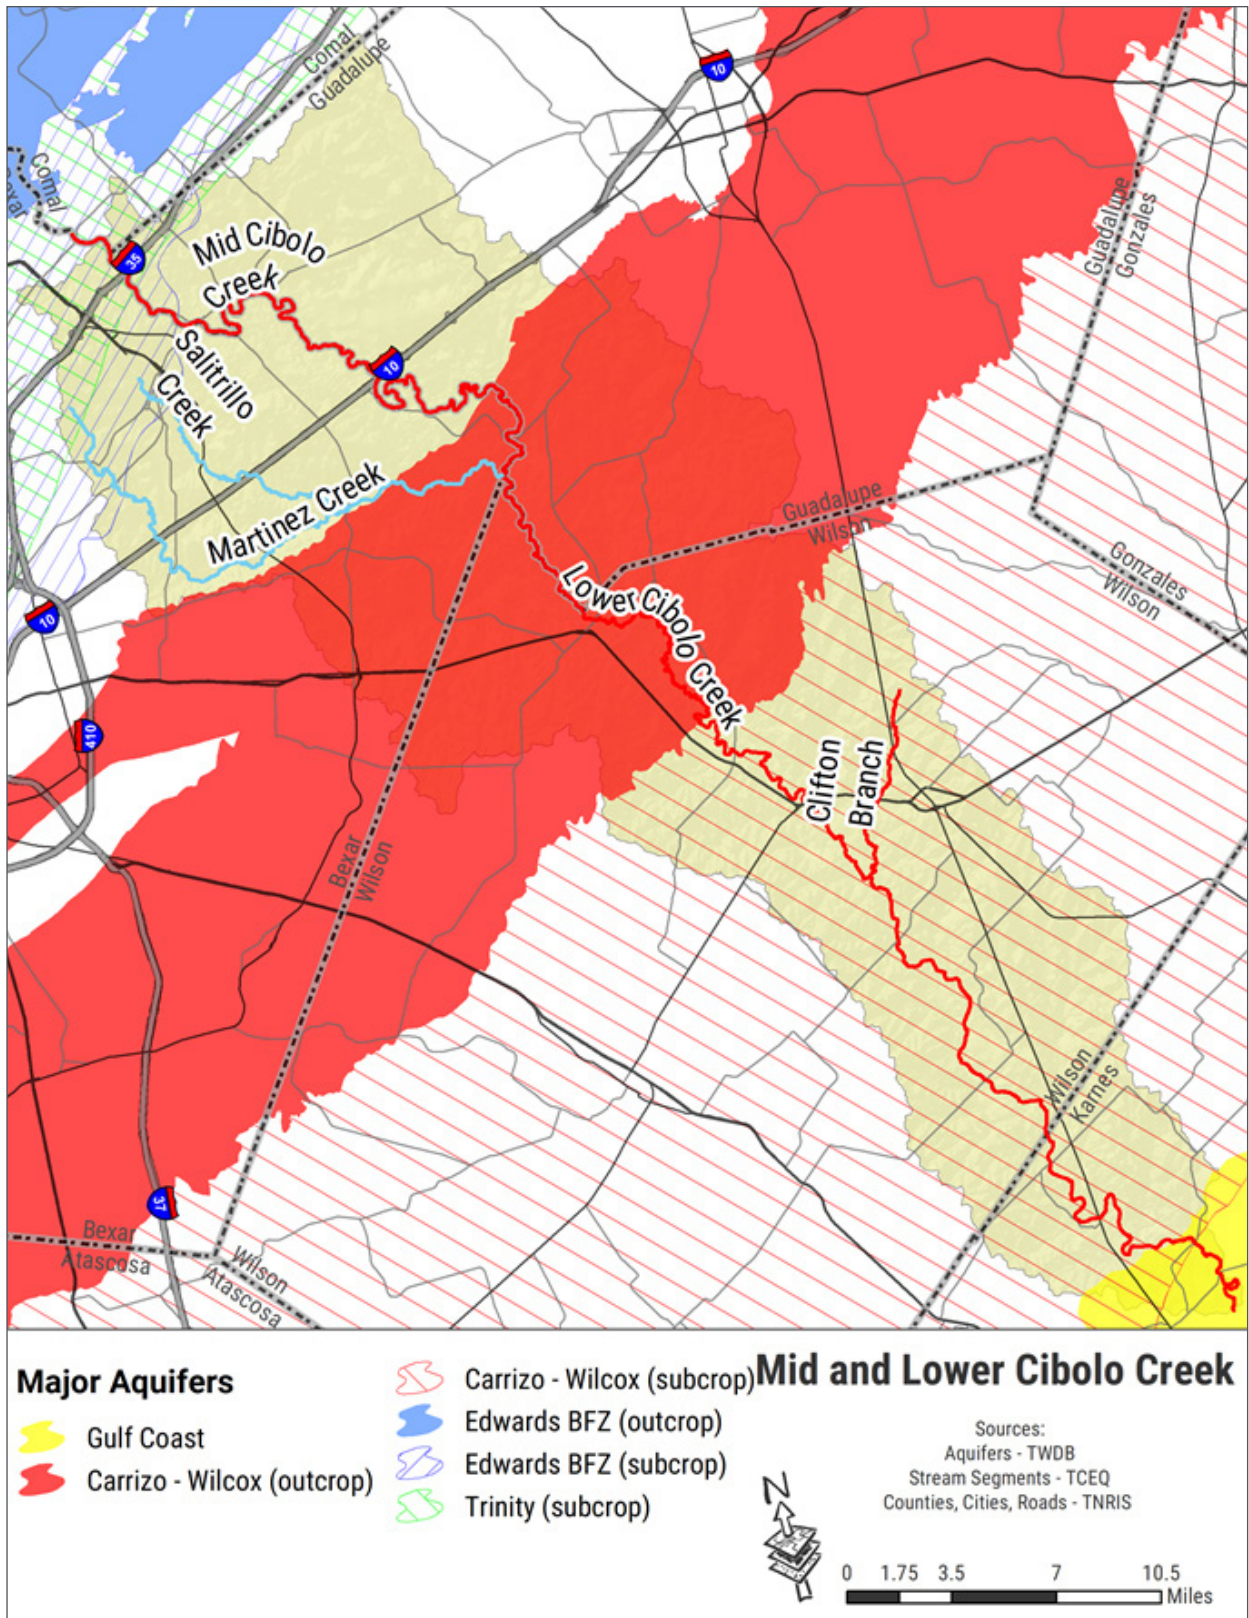 Comal
Guadalupe
10
Comal
Bexar
Guadalupe
Gonzales
35
Mid Cibolo
Creek
Salitrillo
Creek
10
Martinez Creek
Guadalupe
Wilson
Gonzales
Wilson
10
Lower Cibolo Creek
410
Clifton
Branch
Bexar
Wilson
Wilson
Karnes
37
Bexar
Atascosa
Wilson
Atascosa
Major Aquifers
Gulf Coast
Carrizo - Wilcox (outcrop)
Carrizo - Wilcox (subcrop)
Edwards BFZ (outcrop)
Edwards BFZ (subcrop)
Trinity (subcrop)
Mid and Lower Cibolo Creek
Sources:
Aquifers - TWDB
Stream Segments - TCEQ
Counties, Cities, Roads - TNRIS
N
0 1.75 3.5 7 10.5
Miles